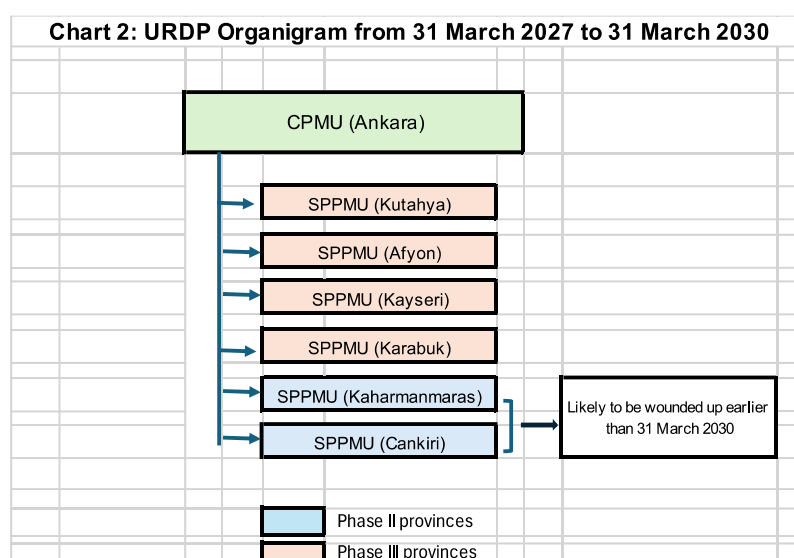 Chart 2: URDP Organigram from 31 March 2027 to 31 March 2030
CPMU (Ankara)
SPPMU (Kutahya)
SPPMU (Afyon)
SPPMU (Kayseri)
SPPMU (Karabuk)
SPPMU (Kaharmanmaras)
SPPMU (Cankiri)
Likely to be wounded up earlier
than 31 March 2030
Phase II provinces
Phase III provinces